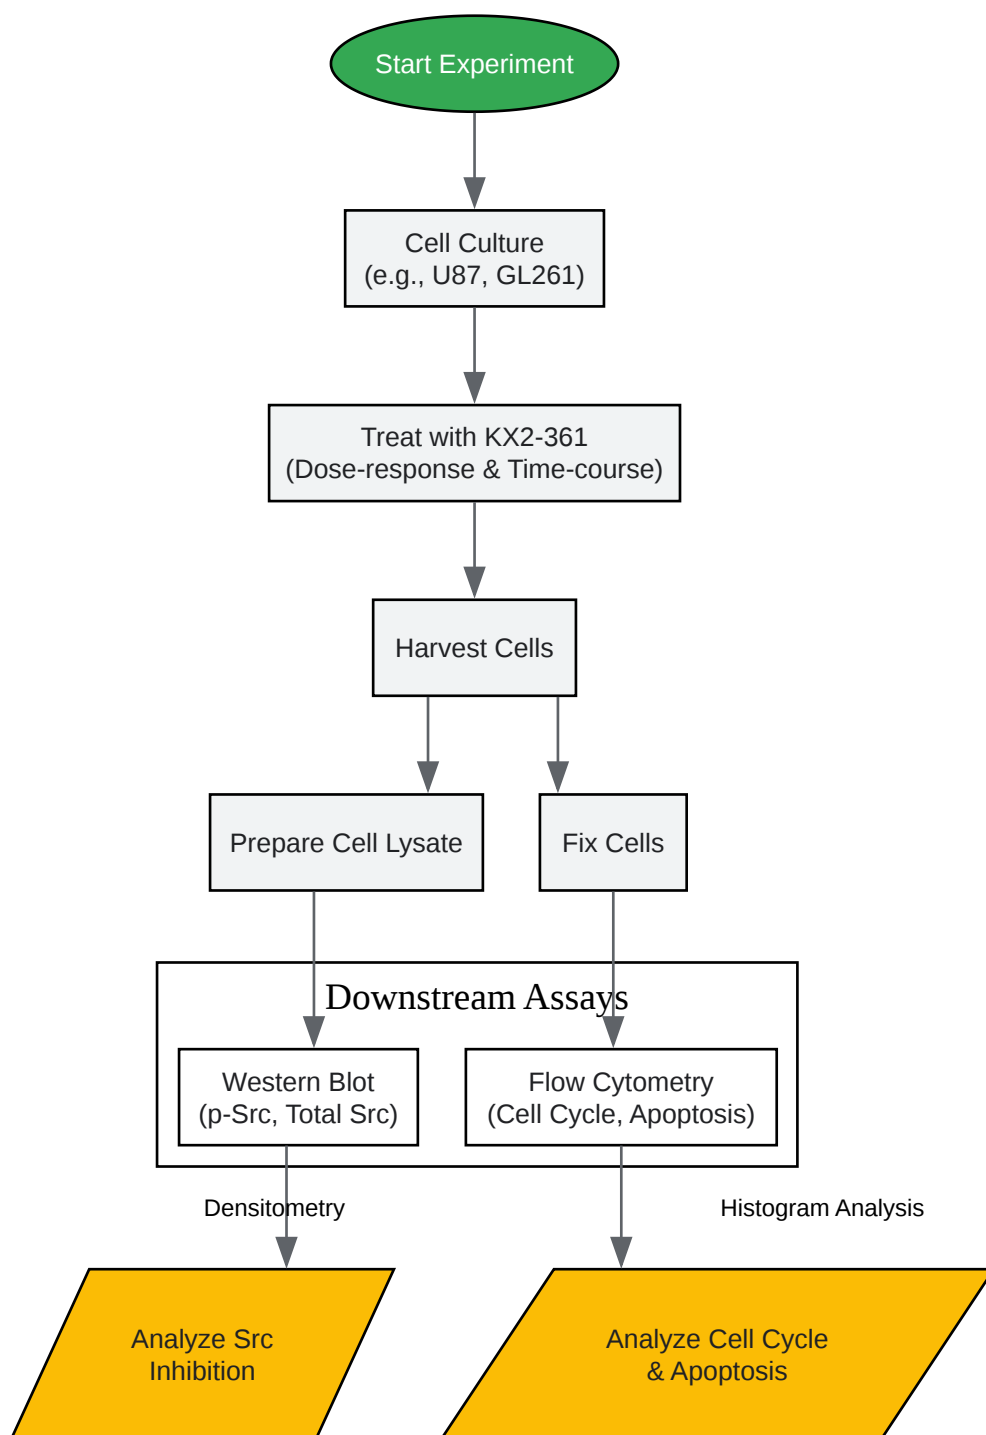 Start Experiment
Cell Culture
(e.g., U87, GL261)
Treat with KX2-361
(Dose-response & Time-course)
Harvest Cells
Prepare Cell Lysate
Fix Cells
Downstream Assays
Western Blot
(p-Src, Total Src)
Flow Cytometry
(Cell Cycle, Apoptosis)
Densitometry
Histogram Analysis
Analyze Src
Inhibition
Analyze Cell Cycle
& Apoptosis